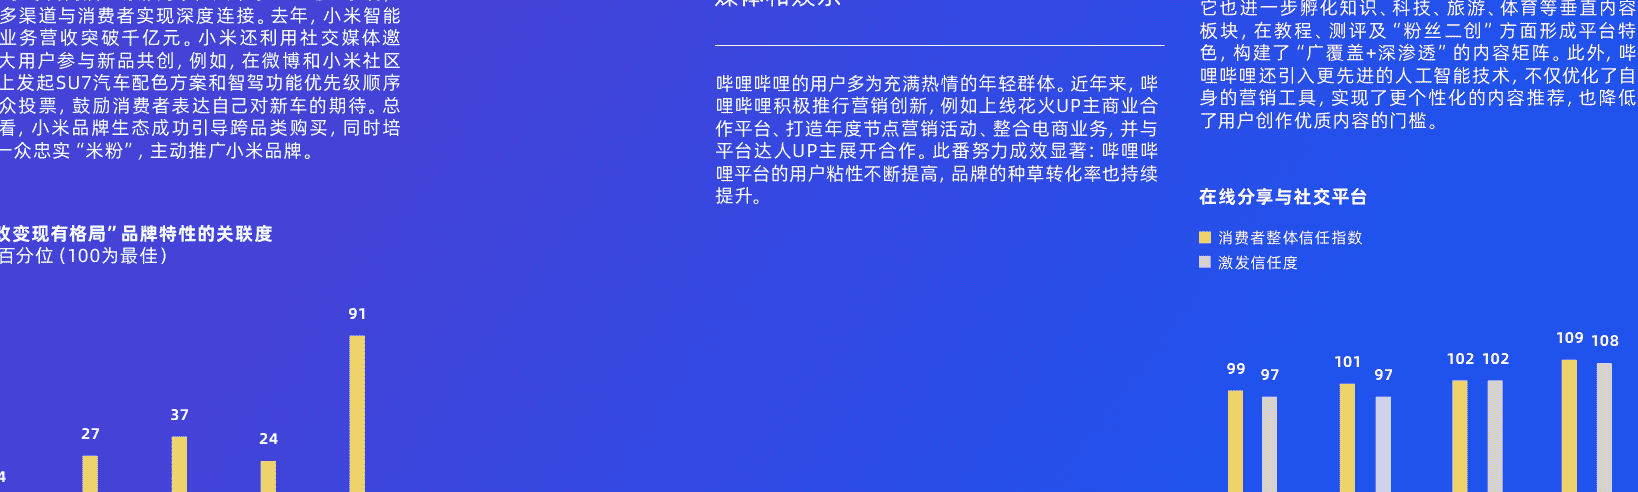 多渠道与消费者实现深度连接。去年，小米智能
业务营收突破千亿元。小米还利用社交媒体邀
大用户参与新品共创，例如，在微博和小米社区
上发起SU7汽车配色方案和智驾功能优先级顺序
众投票，鼓励消费者表达自己对新车的期待。总
看，小米品牌生态成功引导跨品类购买，同时培
一众忠实“米粉”，主动推广小米品牌。
改变现有格局”品牌特性的关联度
百分位（100为最佳）
4
27
37
24
91
媒体和娱乐
哔哩哔哩的用户多为充满热情的年轻群体。近年来，哔
哩哔哩积极推行营销创新，例如上线花火UP主商业合
作平台、打造年度节点营销活动、整合电商业务，并与
平台达人UP主展开合作。此番努力成效显著：哔哩哔
哩平台的用户粘性不断提高，品牌的种草转化率也持续
提升。
它也进一步孵化知识、科技、旅游、体育等垂直内容
板块，在教程、测评及“粉丝二创”方面形成平台特
色，构建了“广覆盖+深渗透”的内容矩阵。此外，哔
哩哔哩还引入更先进的人工智能技术，不仅优化了自
身的营销工具，实现了更个性化的内容推荐，也降低
了用户创作优质内容的门槛。
在线分享与社交平台
消费者整体信任指数
激发信任度
99 97 101 97 102 102 109 108